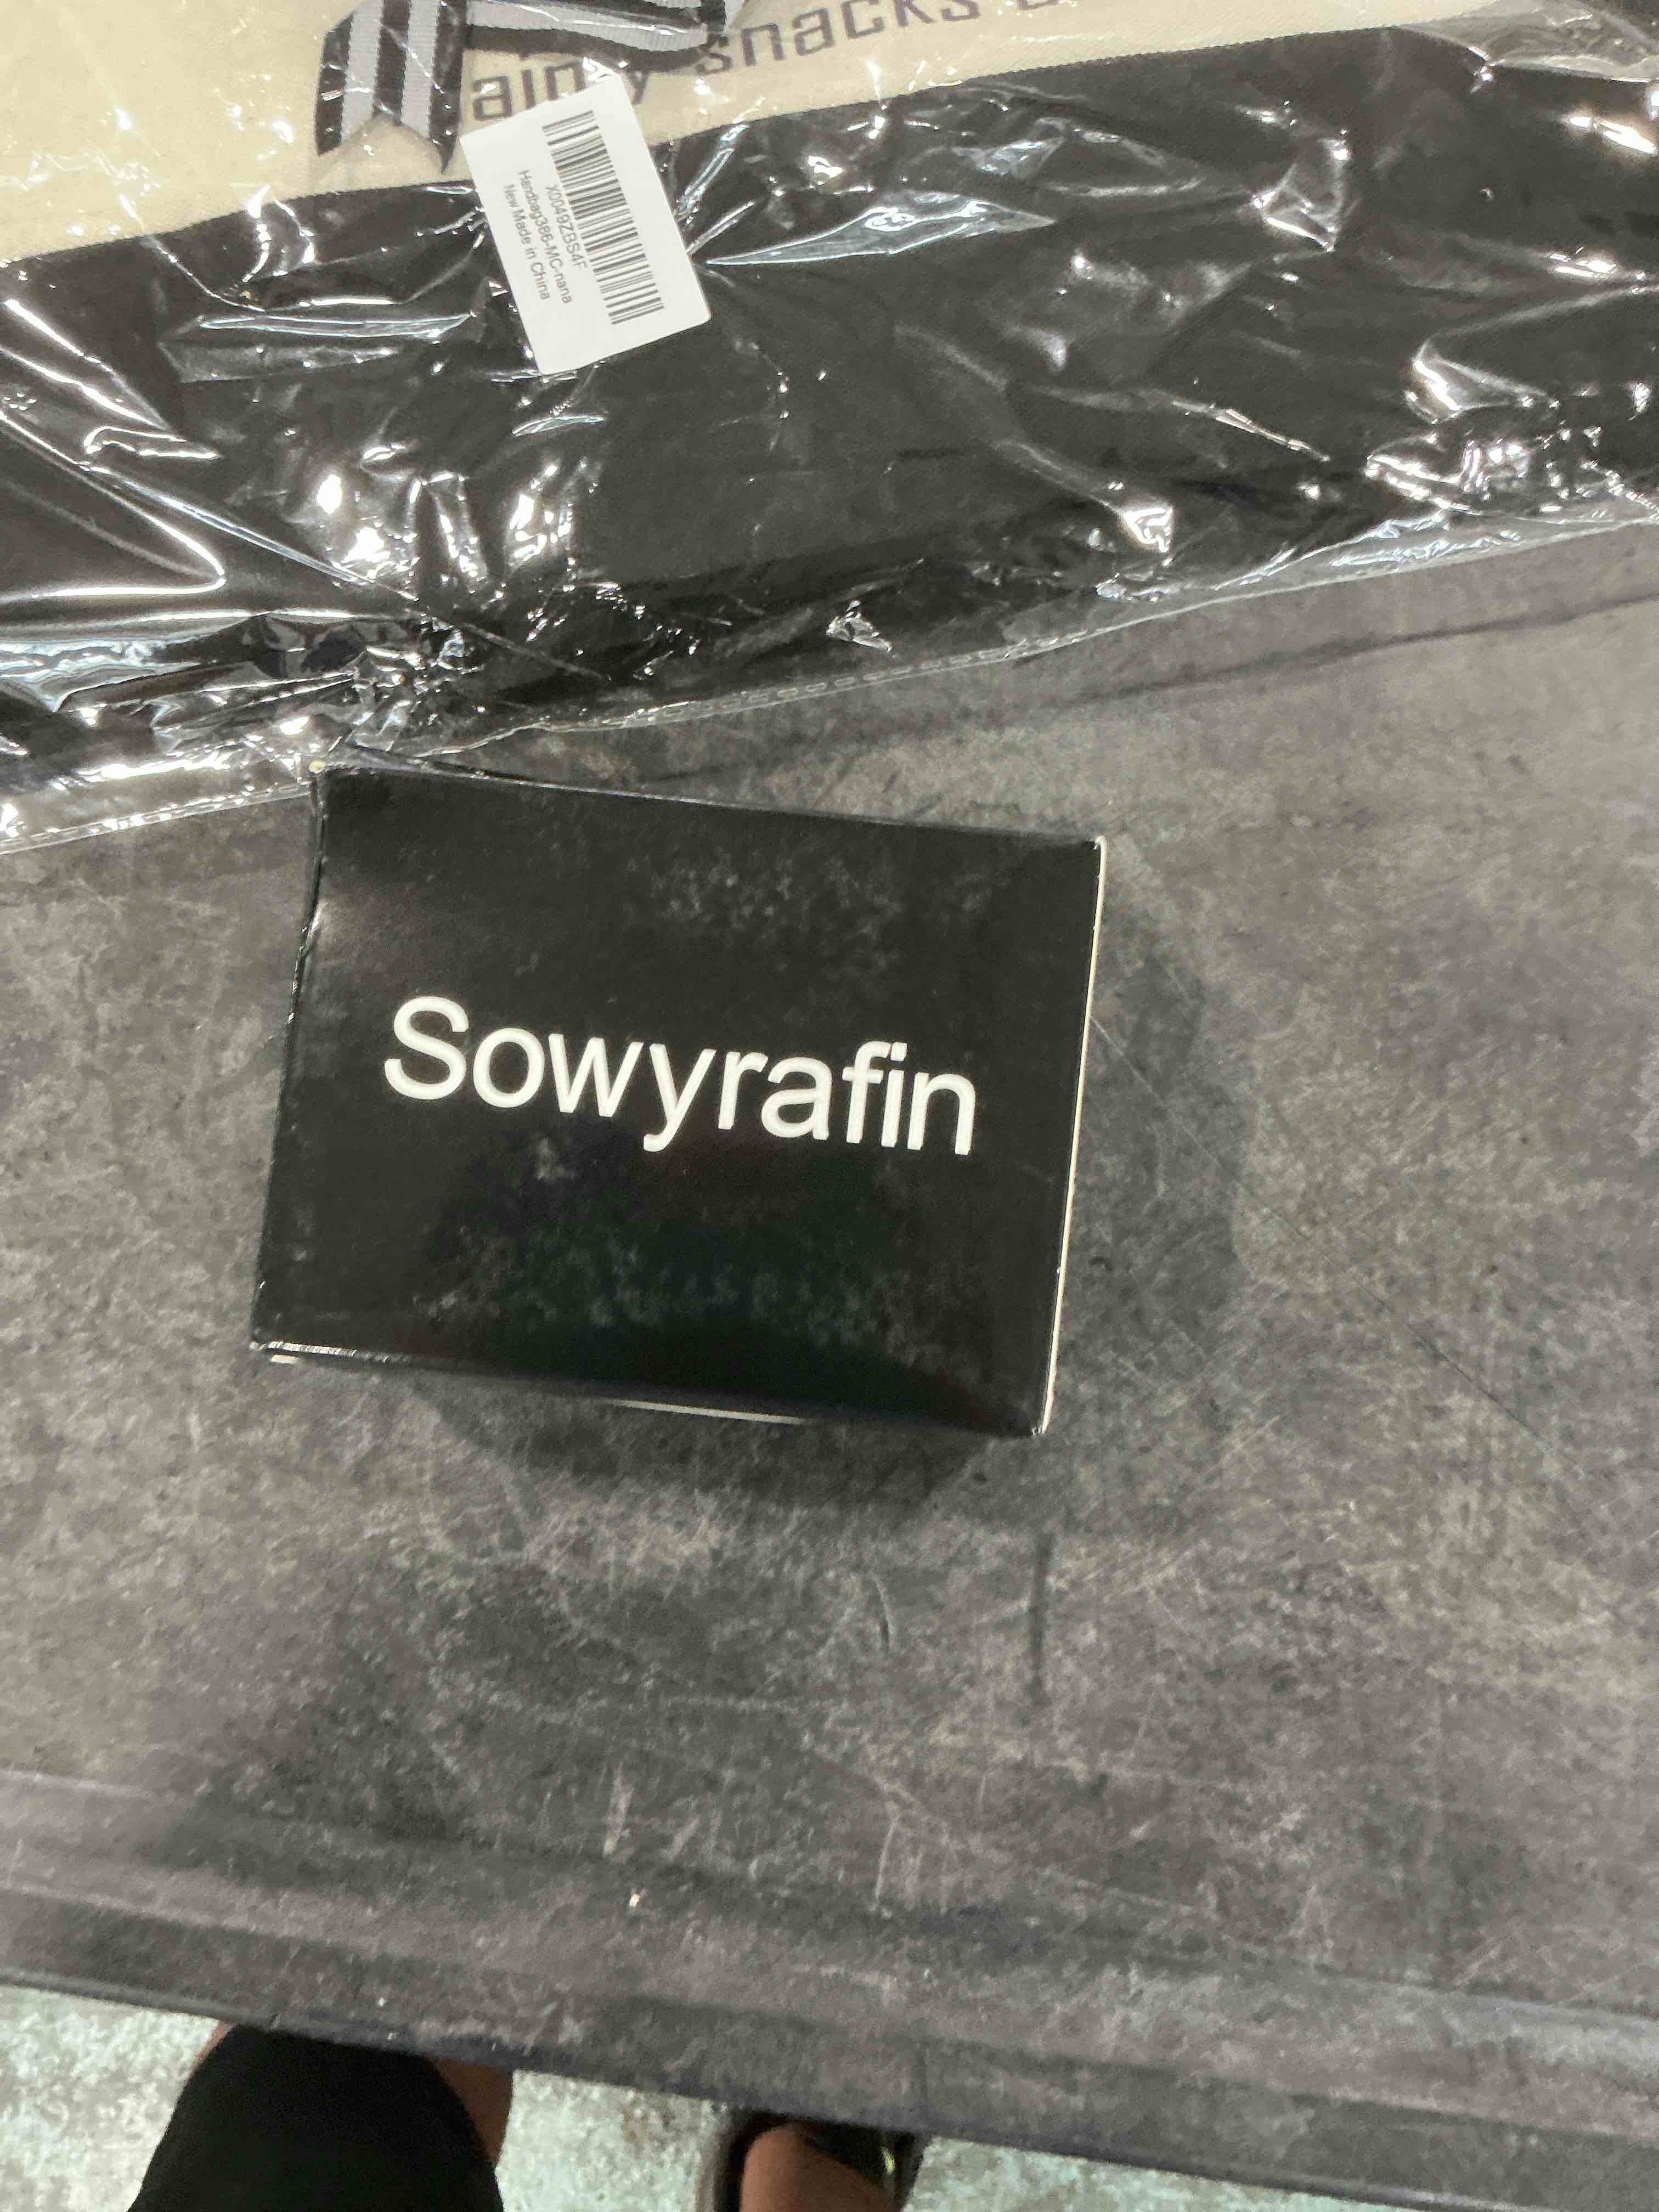 snacks
X0049ZBS4F
Handbag386-MC-nana
New Made in China
Sowyrafin